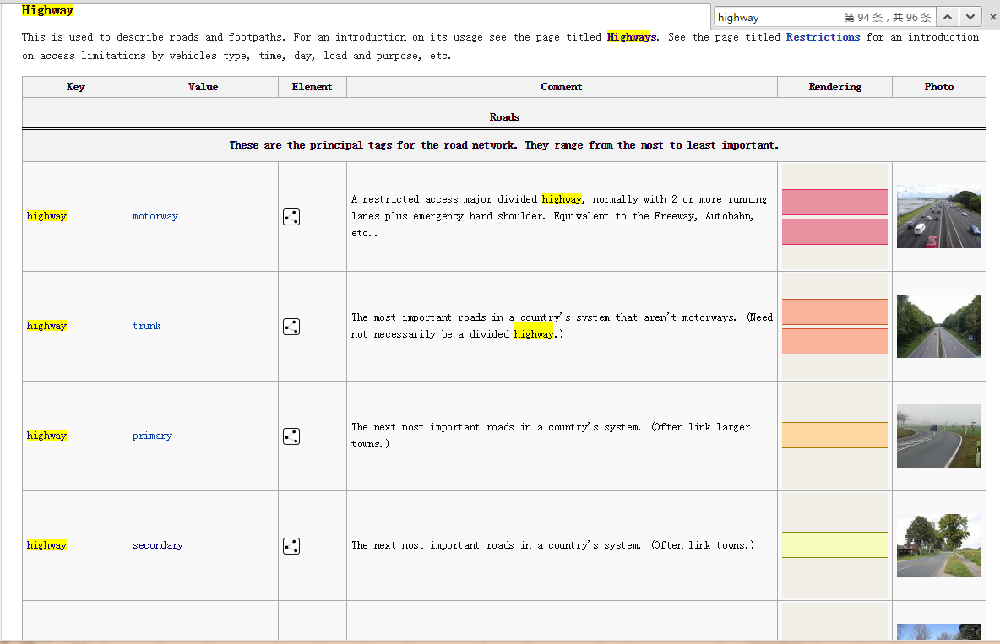 Highway
highway 第 94 条，共 96 条
This is used to describe roads and footpaths. For an introduction on its usage see the page titled Highways. See the page titled Restrictions for an introduction
on access limitations by vehicles type, time, day, load and purpose, etc.
Key Value Element Comment Rendering Photo
Roads
These are the principal tags for the road network. They range from the most to least important.
highway motorway
A restricted access major divided highway, normally with 2 or more running
lanes plus emergency hard shoulder. Equivalent to the Freeway, Autobahn,
etc..
highway trunk
The most important roads in a country's system that aren't motorways. (Need
not necessarily be a divided highway.)
highway primary
The next most important roads in a country's system. (Often link larger
towns.)
highway secondary The next most important roads in a country's system. (Often link towns.)